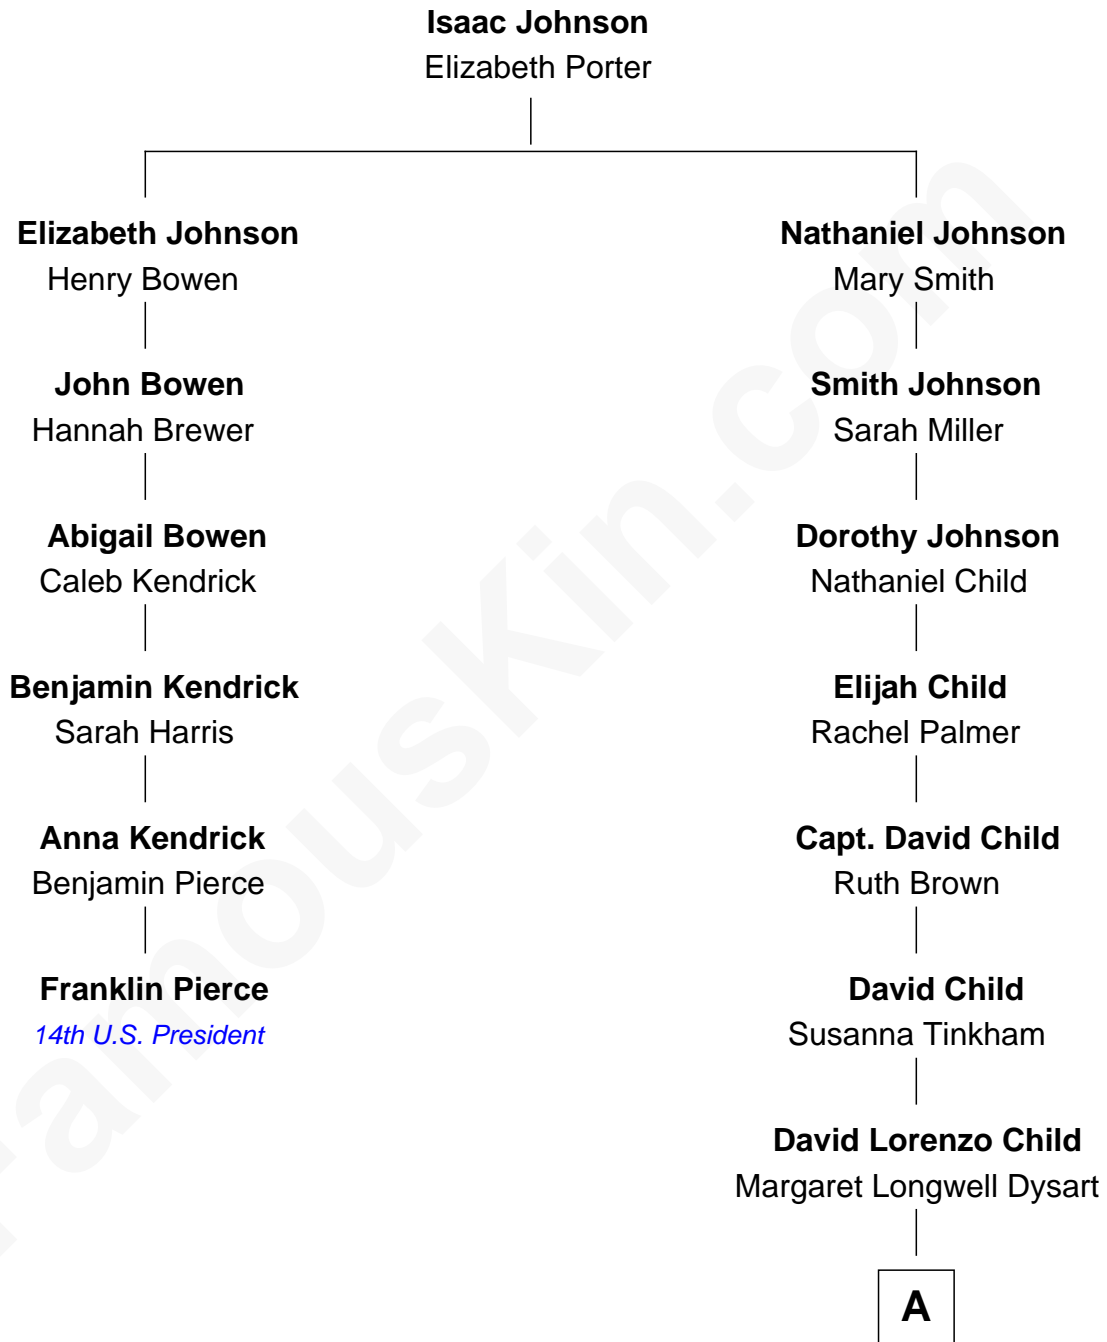 Isaac Johnson
Elizabeth Porter
Elizabeth Johnson
Henry Bowen
Nathaniel Johnson
Mary Smith
John Bowen
Hannah Brewer
Smith Johnson
Sarah Miller
Abigail Bowen
Caleb Kendrick
Dorothy Johnson
Nathaniel Child
Benjamin Kendrick
Sarah Harris
Elijah Child
Rachel Palmer
Anna Kendrick
Benjamin Pierce
Capt. David Child
Ruth Brown
Franklin Pierce
14th U.S. President
David Child
Susanna Tinkham
David Lorenzo Child
Margaret Longwell Dysart
A
FamousKin.com